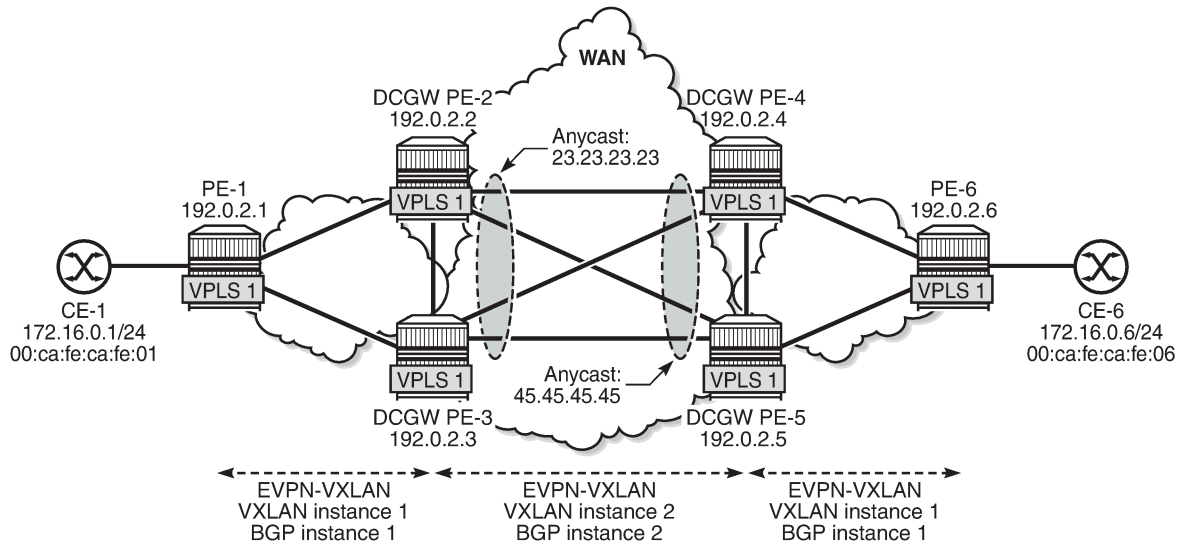 WAN
DCGW PE-2
192.0.2.2
DCGW PE-4
192.0.2.4
Anycast:
23.23.23.23
PE-1
192.0.2.1
VPLS 1
VPLS 1
PE-6
192.0.2.6
VPLS 1
VPLS 1
CE-1
172.16.0.1/24
00:ca:fe:ca:fe:01
CE-6
172.16.0.6/24
00:ca:fe:ca:fe:06
VPLS 1
Anycast:
45.45.45.45
VPLS 1
DCGW PE-3
192.0.2.3
DCGW PE-5
192.0.2.5
EVPN-VXLAN
VXLAN instance 1
BGP instance 1
EVPN-VXLAN
VXLAN instance 2
BGP instance 2
EVPN-VXLAN
VXLAN instance 1
BGP instance 1